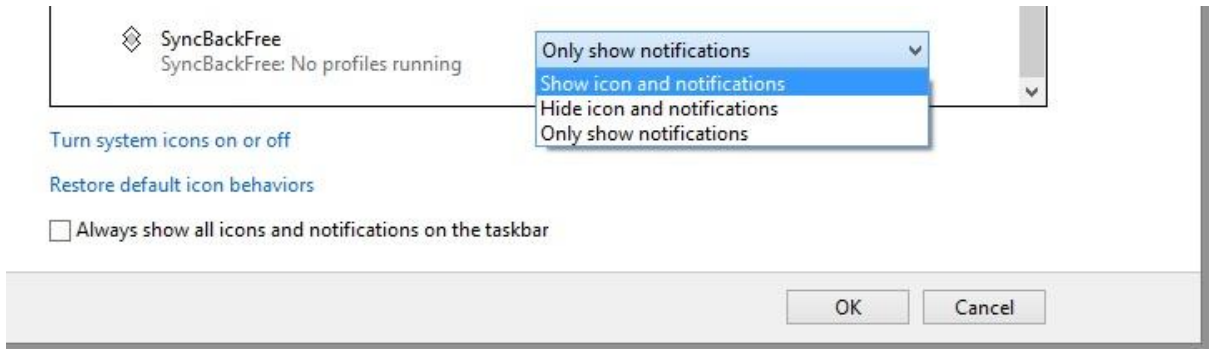 SyncBackFree
SyncBackFree: No profiles running
Only show notifications
Show icon and notifications
Hide icon and notifications
Only show notifications
Turn system icons on or off
Restore default icon behaviors
Always show all icons and notifications on the taskbar
OK
Cancel